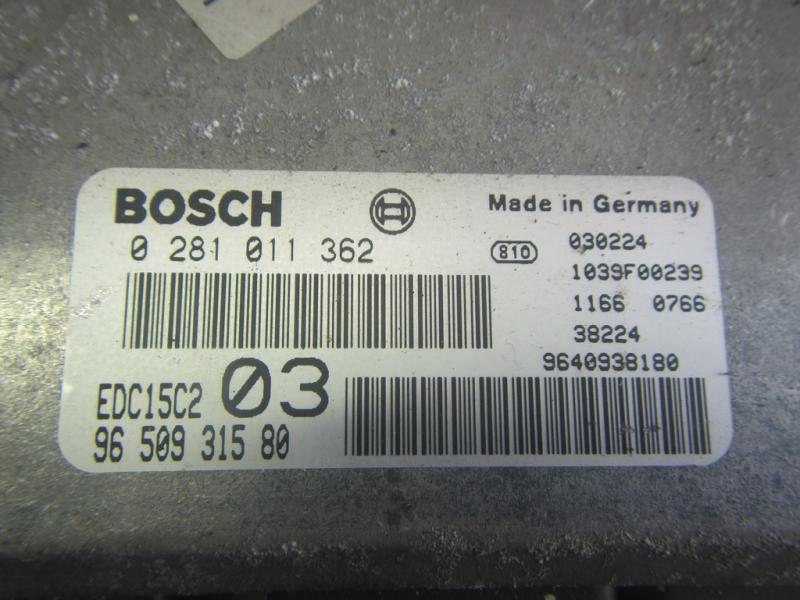 BOSCH
Made in Germany
0 281 011 362
810
030224
1039F00239
1166 0766
38224
9640938180
EDC15C2
03
96 509 315 80